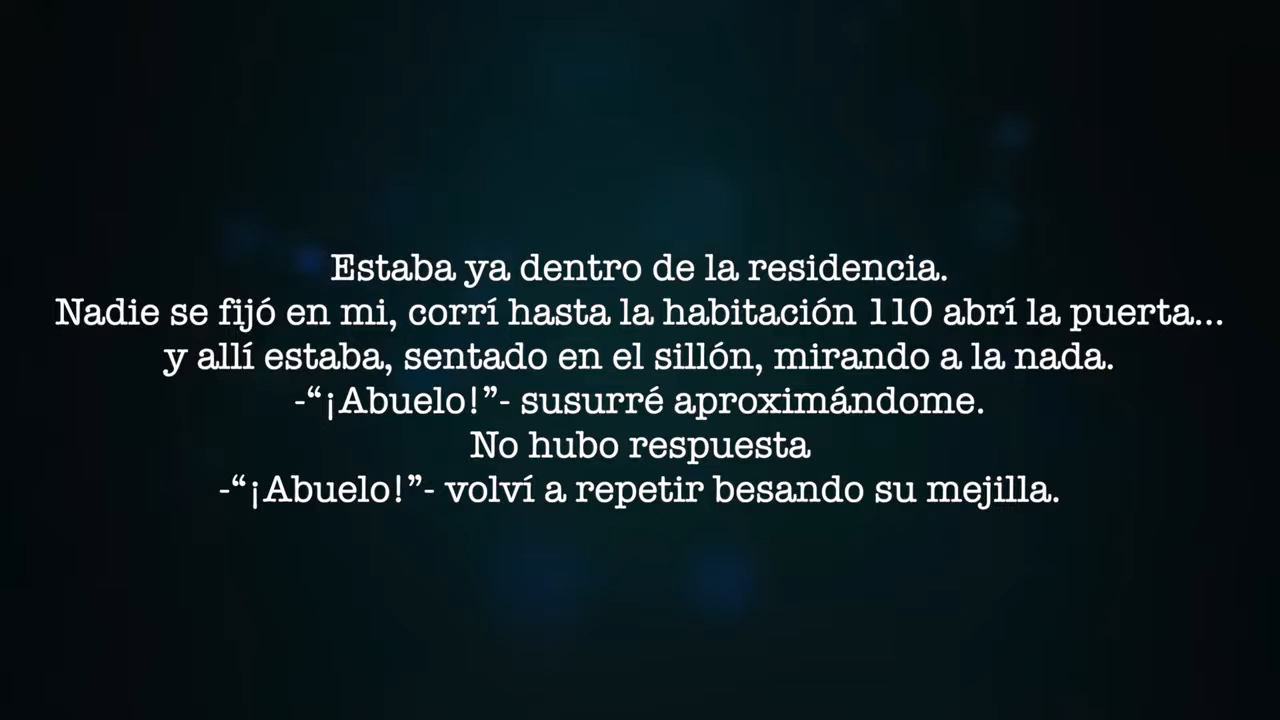 Estaba ya dentro de la residencia.
Nadie se fijó en mi, corrí hasta la habitación 110 abrí la puerta...
y allí estaba, sentado en el sillón, mirando a la nada.
-“¡Abuelo!”- susurré aproximándome.
No hubo respuesta
-“¡Abuelo!”- volví a repetir besando su mejilla.